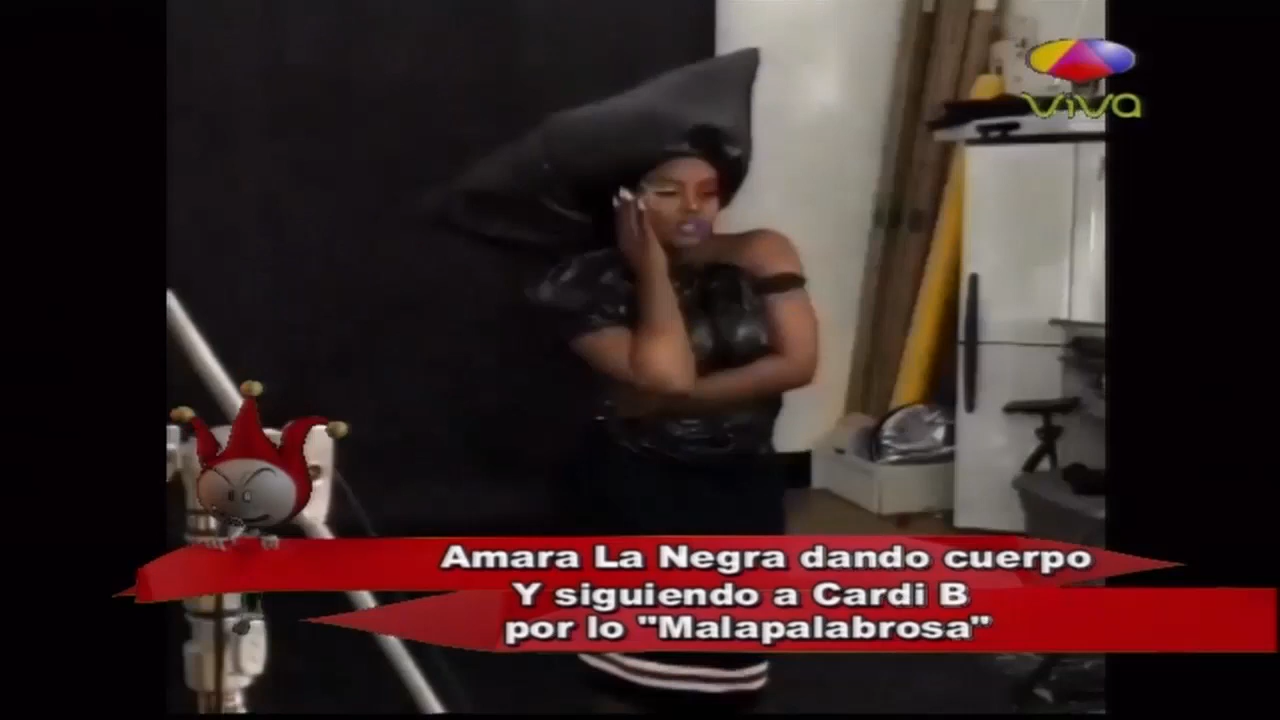 VIVA
Amara La Negra dando cuerpo
Y siguiendo a Cardi B
por lo "Malapalabrosa"